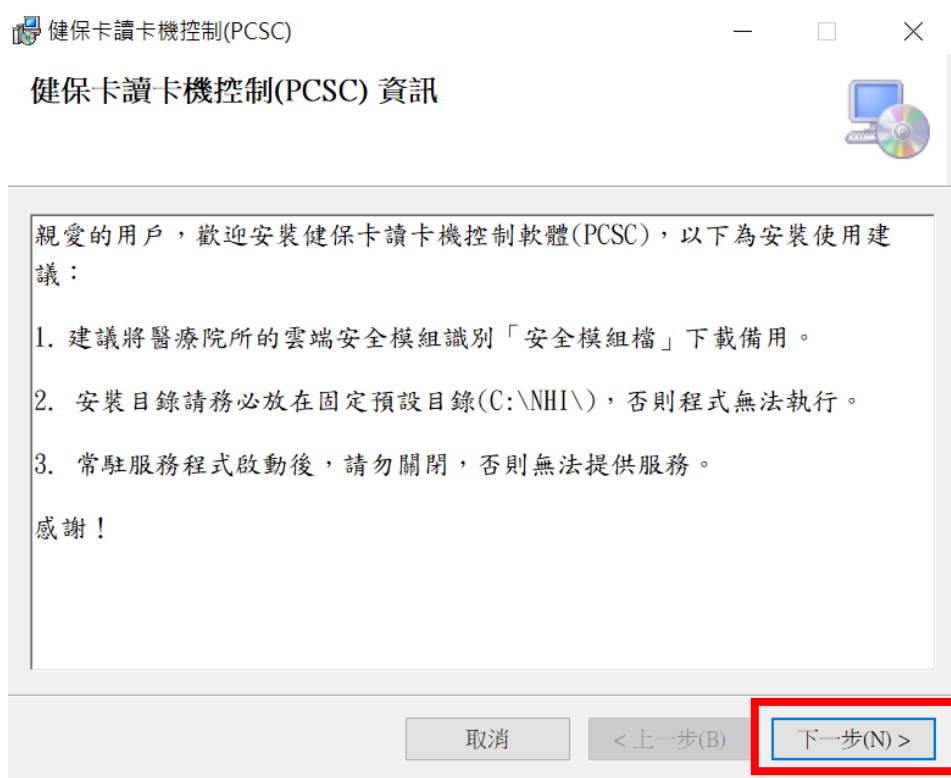 健保卡讀卡機控制(PCSC)
健保卡讀卡機控制(PCSC) 資訊
親愛的用戶，歡迎安裝健保卡讀卡機控制軟體(PCSC)，以下為安裝使用建
議：
1. 建議將醫療院所的雲端安全模組識別「安全模組檔」下載備用。
2. 安裝目錄請務必放在固定預設目錄(C:\NHI\)，否則程式無法執行。
3. 常駐服務程式啟動後，請勿關閉，否則無法提供服務。
感謝！
取消
< 上一步(B)
下一步(N) >